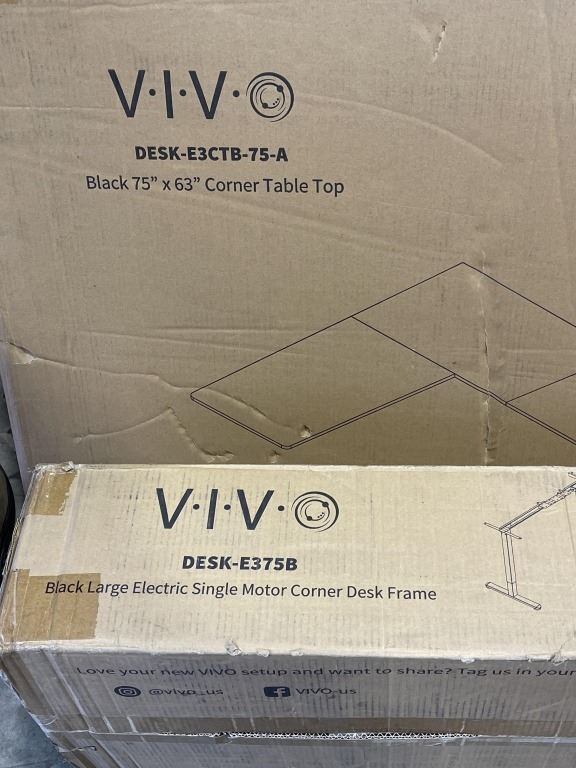 V·I·V·O
DESK-E3CTB-75-A
Black 75” x 63” Corner Table Top
V·I·V·O
DESK-E375B
Black Large Electric Single Motor Corner Desk Frame
Love your new VIVO setup and want to share? Tag us in your
@vivo_us VIVO-us